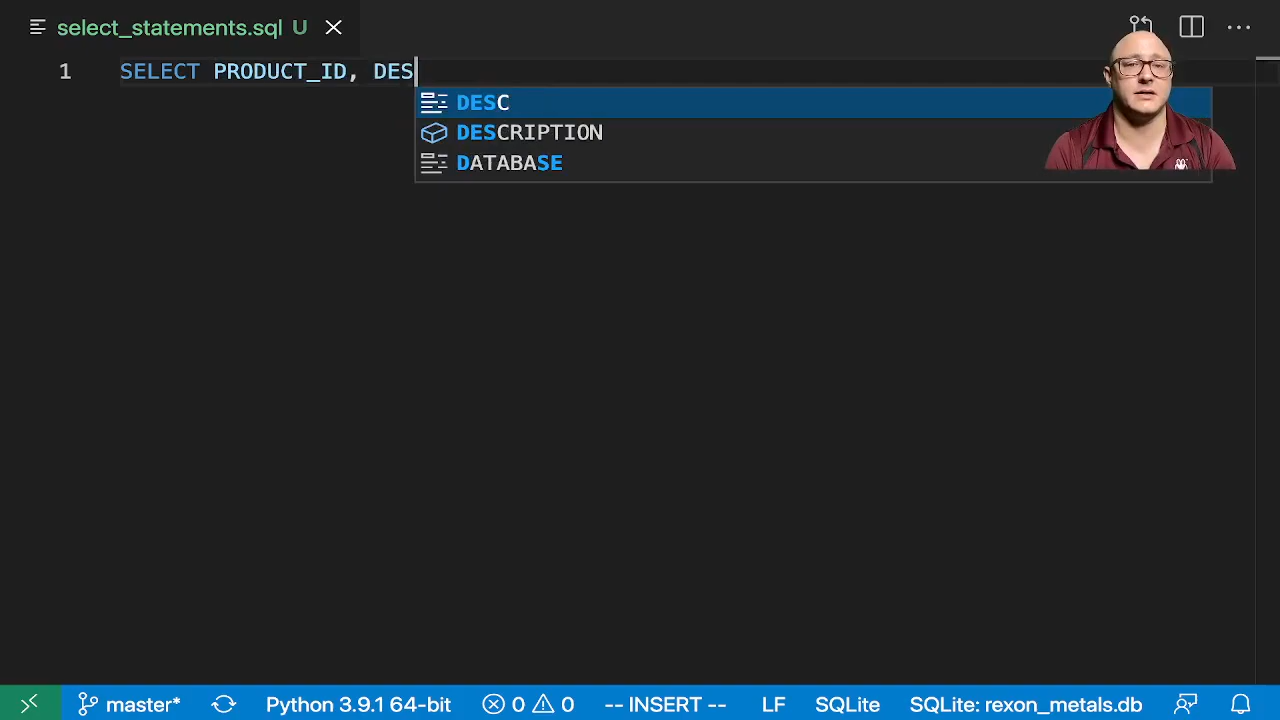 select_statements.sql U
1 SELECT PRODUCT_ID, DES
DESC
DESCRIPTION
DATABASE
master* Python 3.9.1 64-bit 0 0 -- INSERT -- LF SQLite SQLite: rexon_metals.db